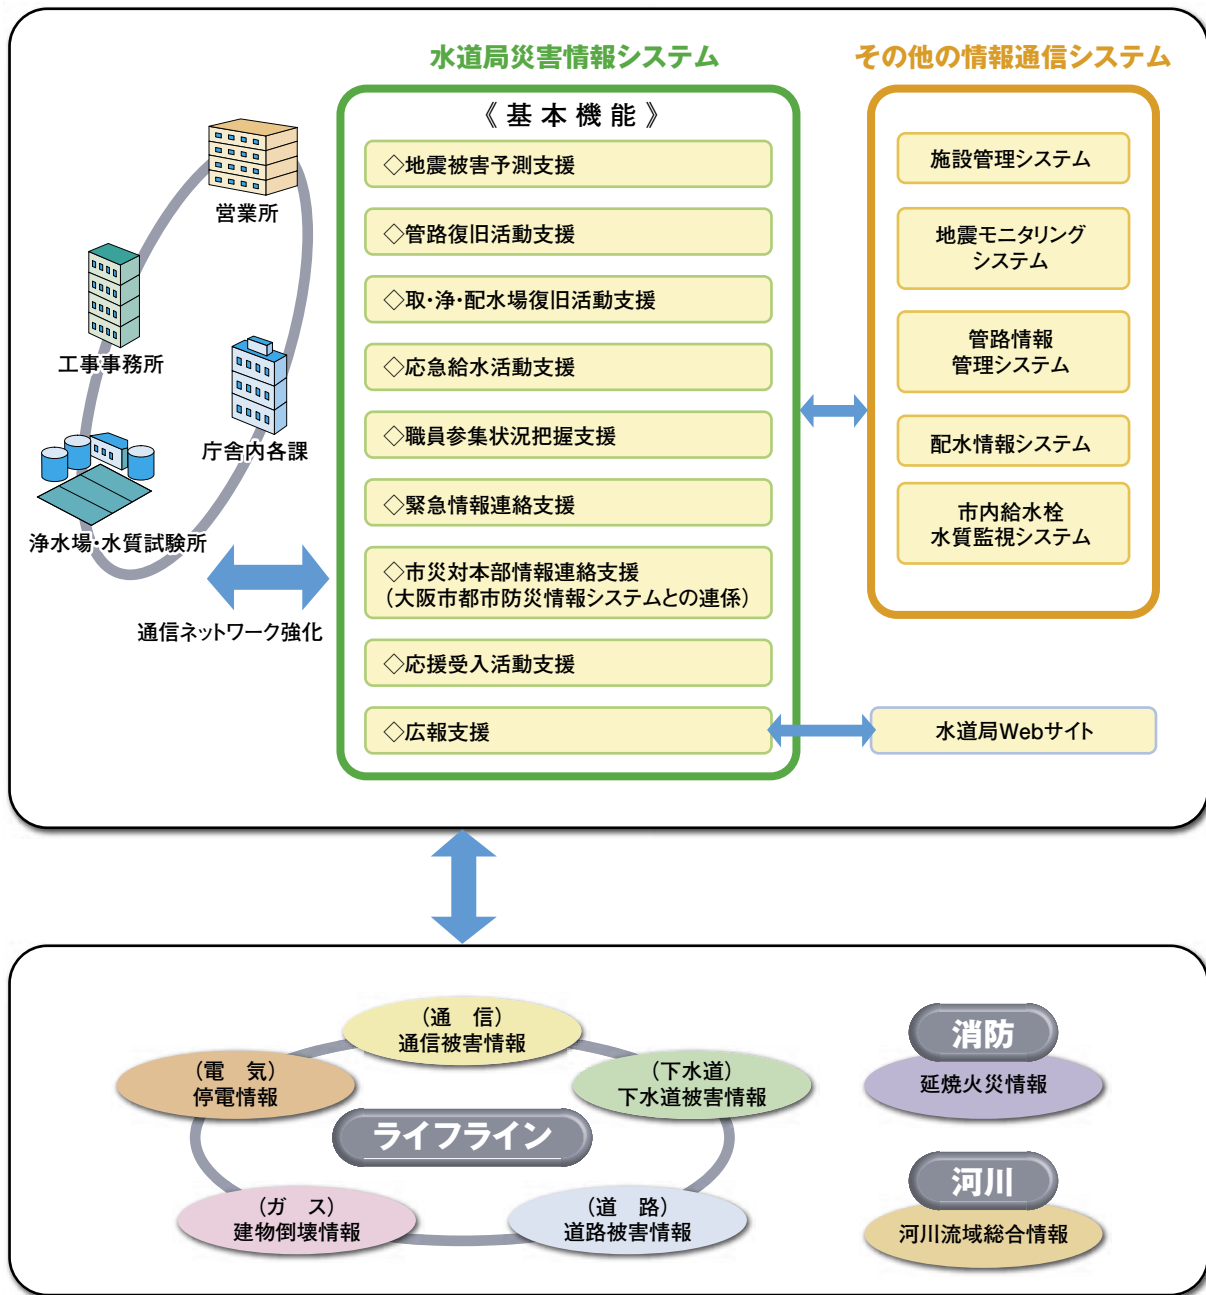 水道局災害情報システム
その他の情報通信システム
《基本機能》
◇地震被害予測支援
◇管路復旧活動支援
◇取・浄・配水場復旧活動支援
◇応急給水活動支援
◇職員参集状況把握支援
◇緊急情報連絡支援
◇市災対本部情報連絡支援
(大阪市都市防災情報システムとの連係)
◇応援受入活動支援
◇広報支援
営業所
工事事務所
庁舎内各課
浄水場・水質試験所
通信ネットワーク強化
施設管理システム
地震モニタリング
システム
管路情報
管理システム
配水情報システム
市内給水栓
水質監視システム
水道局Webサイト
(通　信)
通信被害情報
(電　気)
停電情報
(下水道)
下水道被害情報
ライフライン
(ガ　ス)
建物倒壊情報
(道　路)
道路被害情報
消防
延焼火災情報
河川
河川流域総合情報